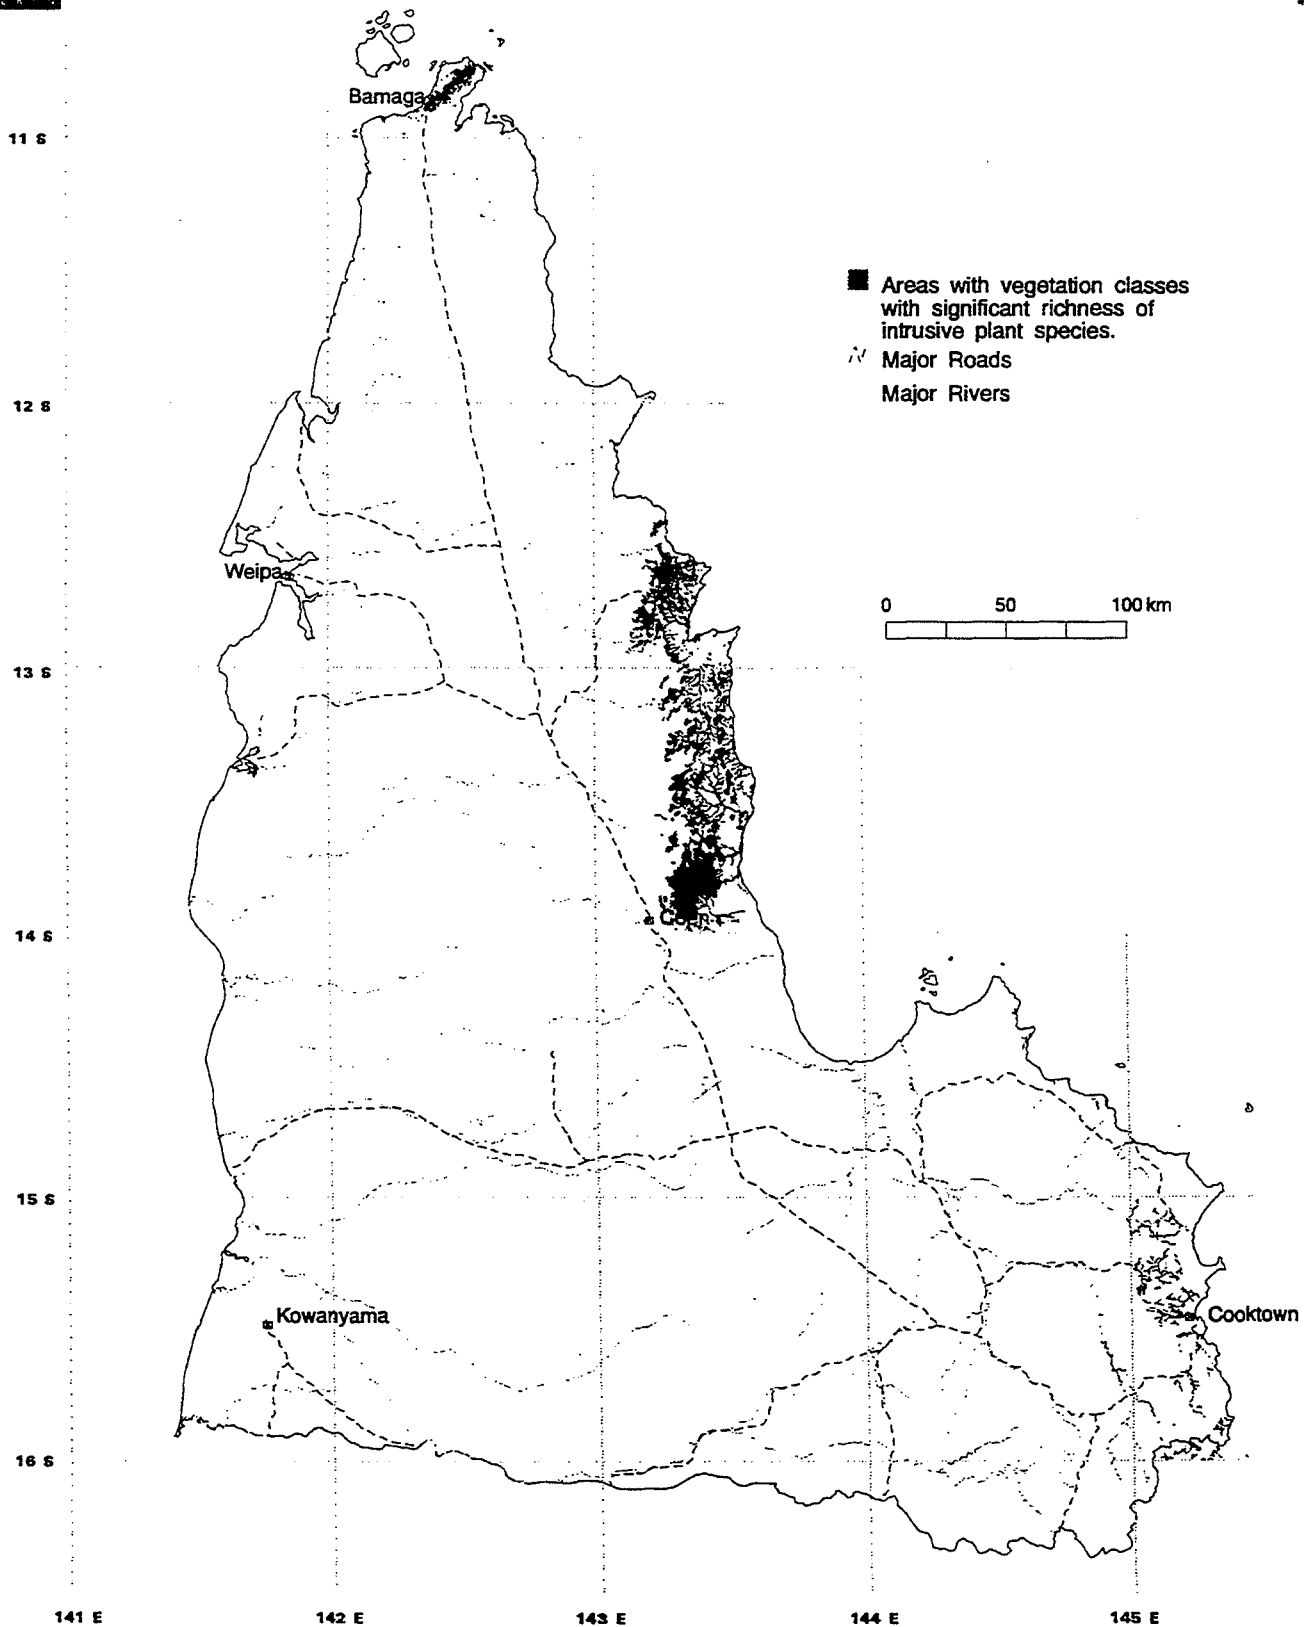 Bamaga
11 S
Areas with vegetation classes
with significant richness of
intrusive plant species.
Major Roads
Major Rivers
12 S
Weipa
0 50 100 km
13 S
Coen
14 S
15 S
Kowanyama
Cooktown
16 S
141 E 142 E 143 E 144 E 145 E